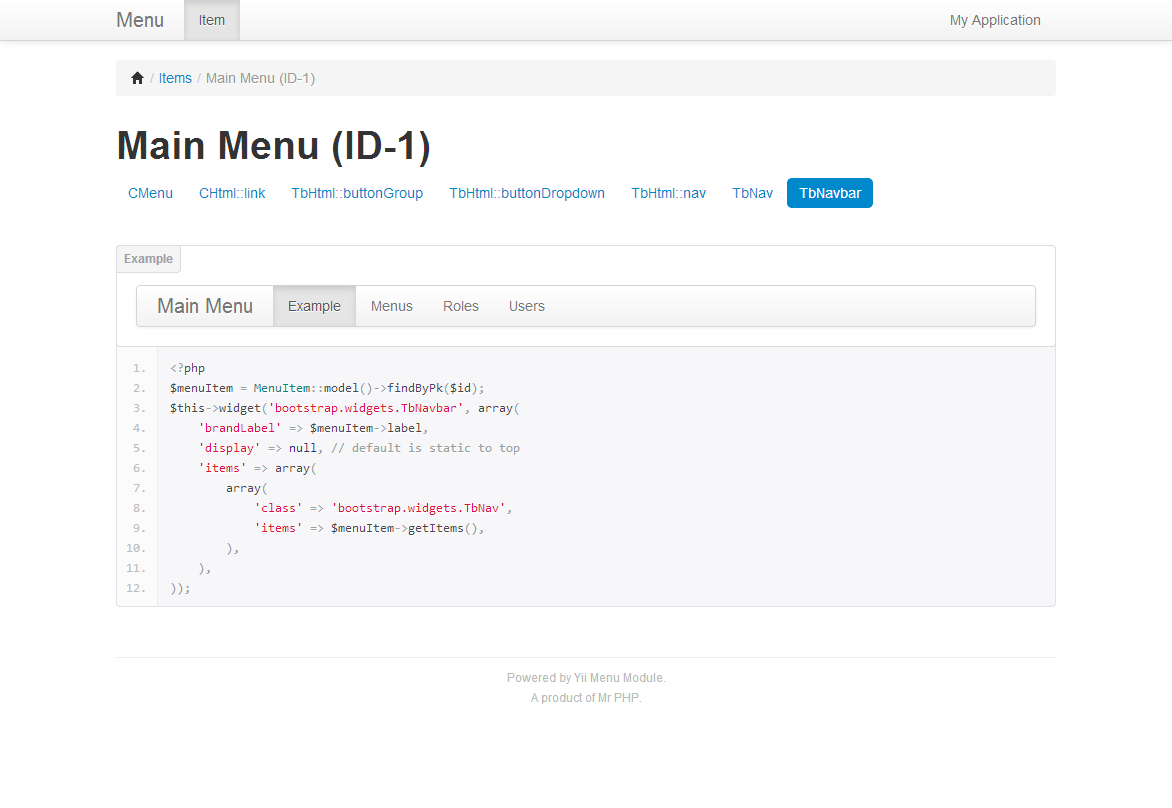 Menu Item My Application
/ Items / Main Menu (ID-1)
Main Menu (ID-1)
CMenu CHtml::link TbHtml::buttonGroup TbHtml::buttonDropdown TbHtml::nav TbNav TbNavbar
Example
Main Menu Example Menus Roles Users
1. <?php
2. $menuItem = MenuItem::model()->findByPk($id);
3. $this->widget('bootstrap.widgets.TbNavbar', array(
4.     'brandLabel' => $menuItem->label,
5.     'display' => null, // default is static to top
6.     'items' => array(
7.         array(
8.             'class' => 'bootstrap.widgets.TbNav',
9.             'items' => $menuItem->getItems(),
10.         ),
11.     ),
12. ));
Powered by Yii Menu Module.
A product of Mr PHP.